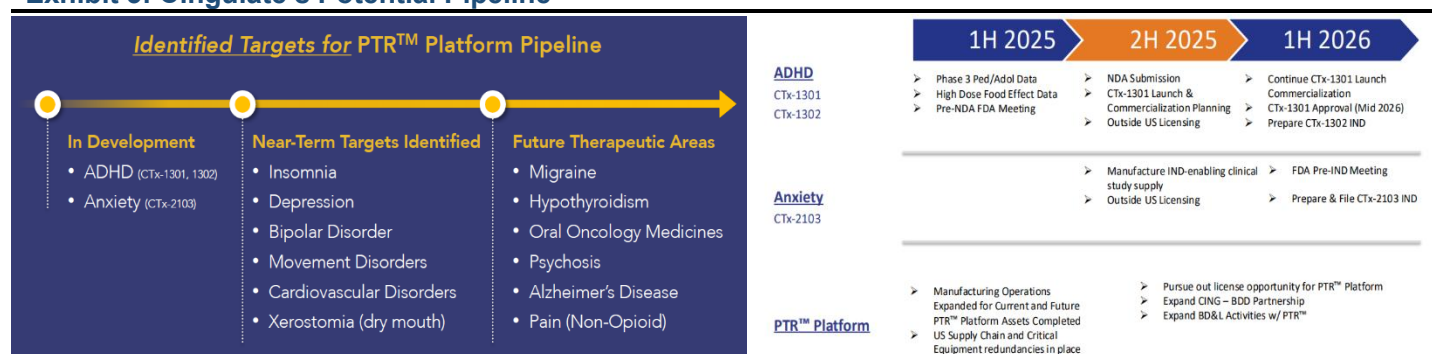 Exhibit of Cingulate's Potential Pipeline
Identified Targets for PTR™ Platform Pipeline
In Development
• ADHD (CTx-1301, 1302)
• Anxiety (CTx-2103)
Near-Term Targets Identified
• Insomnia
• Depression
• Bipolar Disorder
• Movement Disorders
• Cardiovascular Disorders
• Xerostomia (dry mouth)
Future Therapeutic Areas
• Migraine
• Hypothyroidism
• Oral Oncology Medicines
• Psychosis
• Alzheimer's Disease
• Pain (Non-Opioid)
1H 2025
2H 2025
1H 2026
ADHD
CTx-1301
CTx-1302
➢ Phase 3 Ped/Adol Data
➢ High Dose Food Effect Data
➢ Pre-NDA FDA Meeting
➢ NDA Submission
➢ CTx-1301 Launch &
Commercialization Planning
➢ Outside US Licensing
➢ Continue CTx-1301 Launch
Commercialization
➢ CTx-1301 Approval (Mid 2026)
➢ Prepare CTx-1302 IND
Anxiety
CTx-2103
➢ Manufacture IND-enabling clinical
study supply
➢ Outside US Licensing
➢ FDA Pre-IND Meeting
➢ Prepare & File CTx-2103 IND
PTR™ Platform
➢ Manufacturing Operations
Expanded for Current and Future
PTR™ Platform Assets Completed
➢ US Supply Chain and Critical
Equipment redundancies in place
➢ Pursue out license opportunity for PTR™ Platform
➢ Expand CING – BDD Partnership
➢ Expand BD&L Activities w/ PTR™